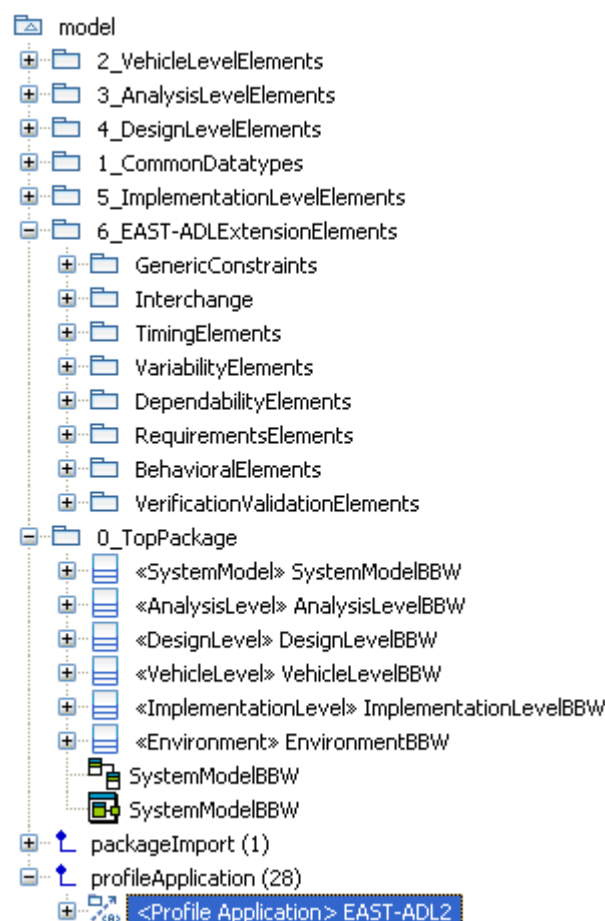 model
2_VehicleLevelElements
3_AnalysisLevelElements
4_DesignLevelElements
1_CommonDatatypes
5_ImplementationLevelElements
6_EAST-ADLExtensionElements
GenericConstraints
Interchange
TimingElements
VariabilityElements
DependabilityElements
RequirementsElements
BehavioralElements
VerificationValidationElements
0_TopPackage
«SystemModel» SystemModelBBW
«AnalysisLevel» AnalysisLevelBBW
«DesignLevel» DesignLevelBBW
«VehicleLevel» VehicleLevelBBW
«ImplementationLevel» ImplementationLevelBBW
«Environment» EnvironmentBBW
SystemModelBBW
SystemModelBBW
packageImport (1)
profileApplication (28)
<Profile Application> EAST-ADL2